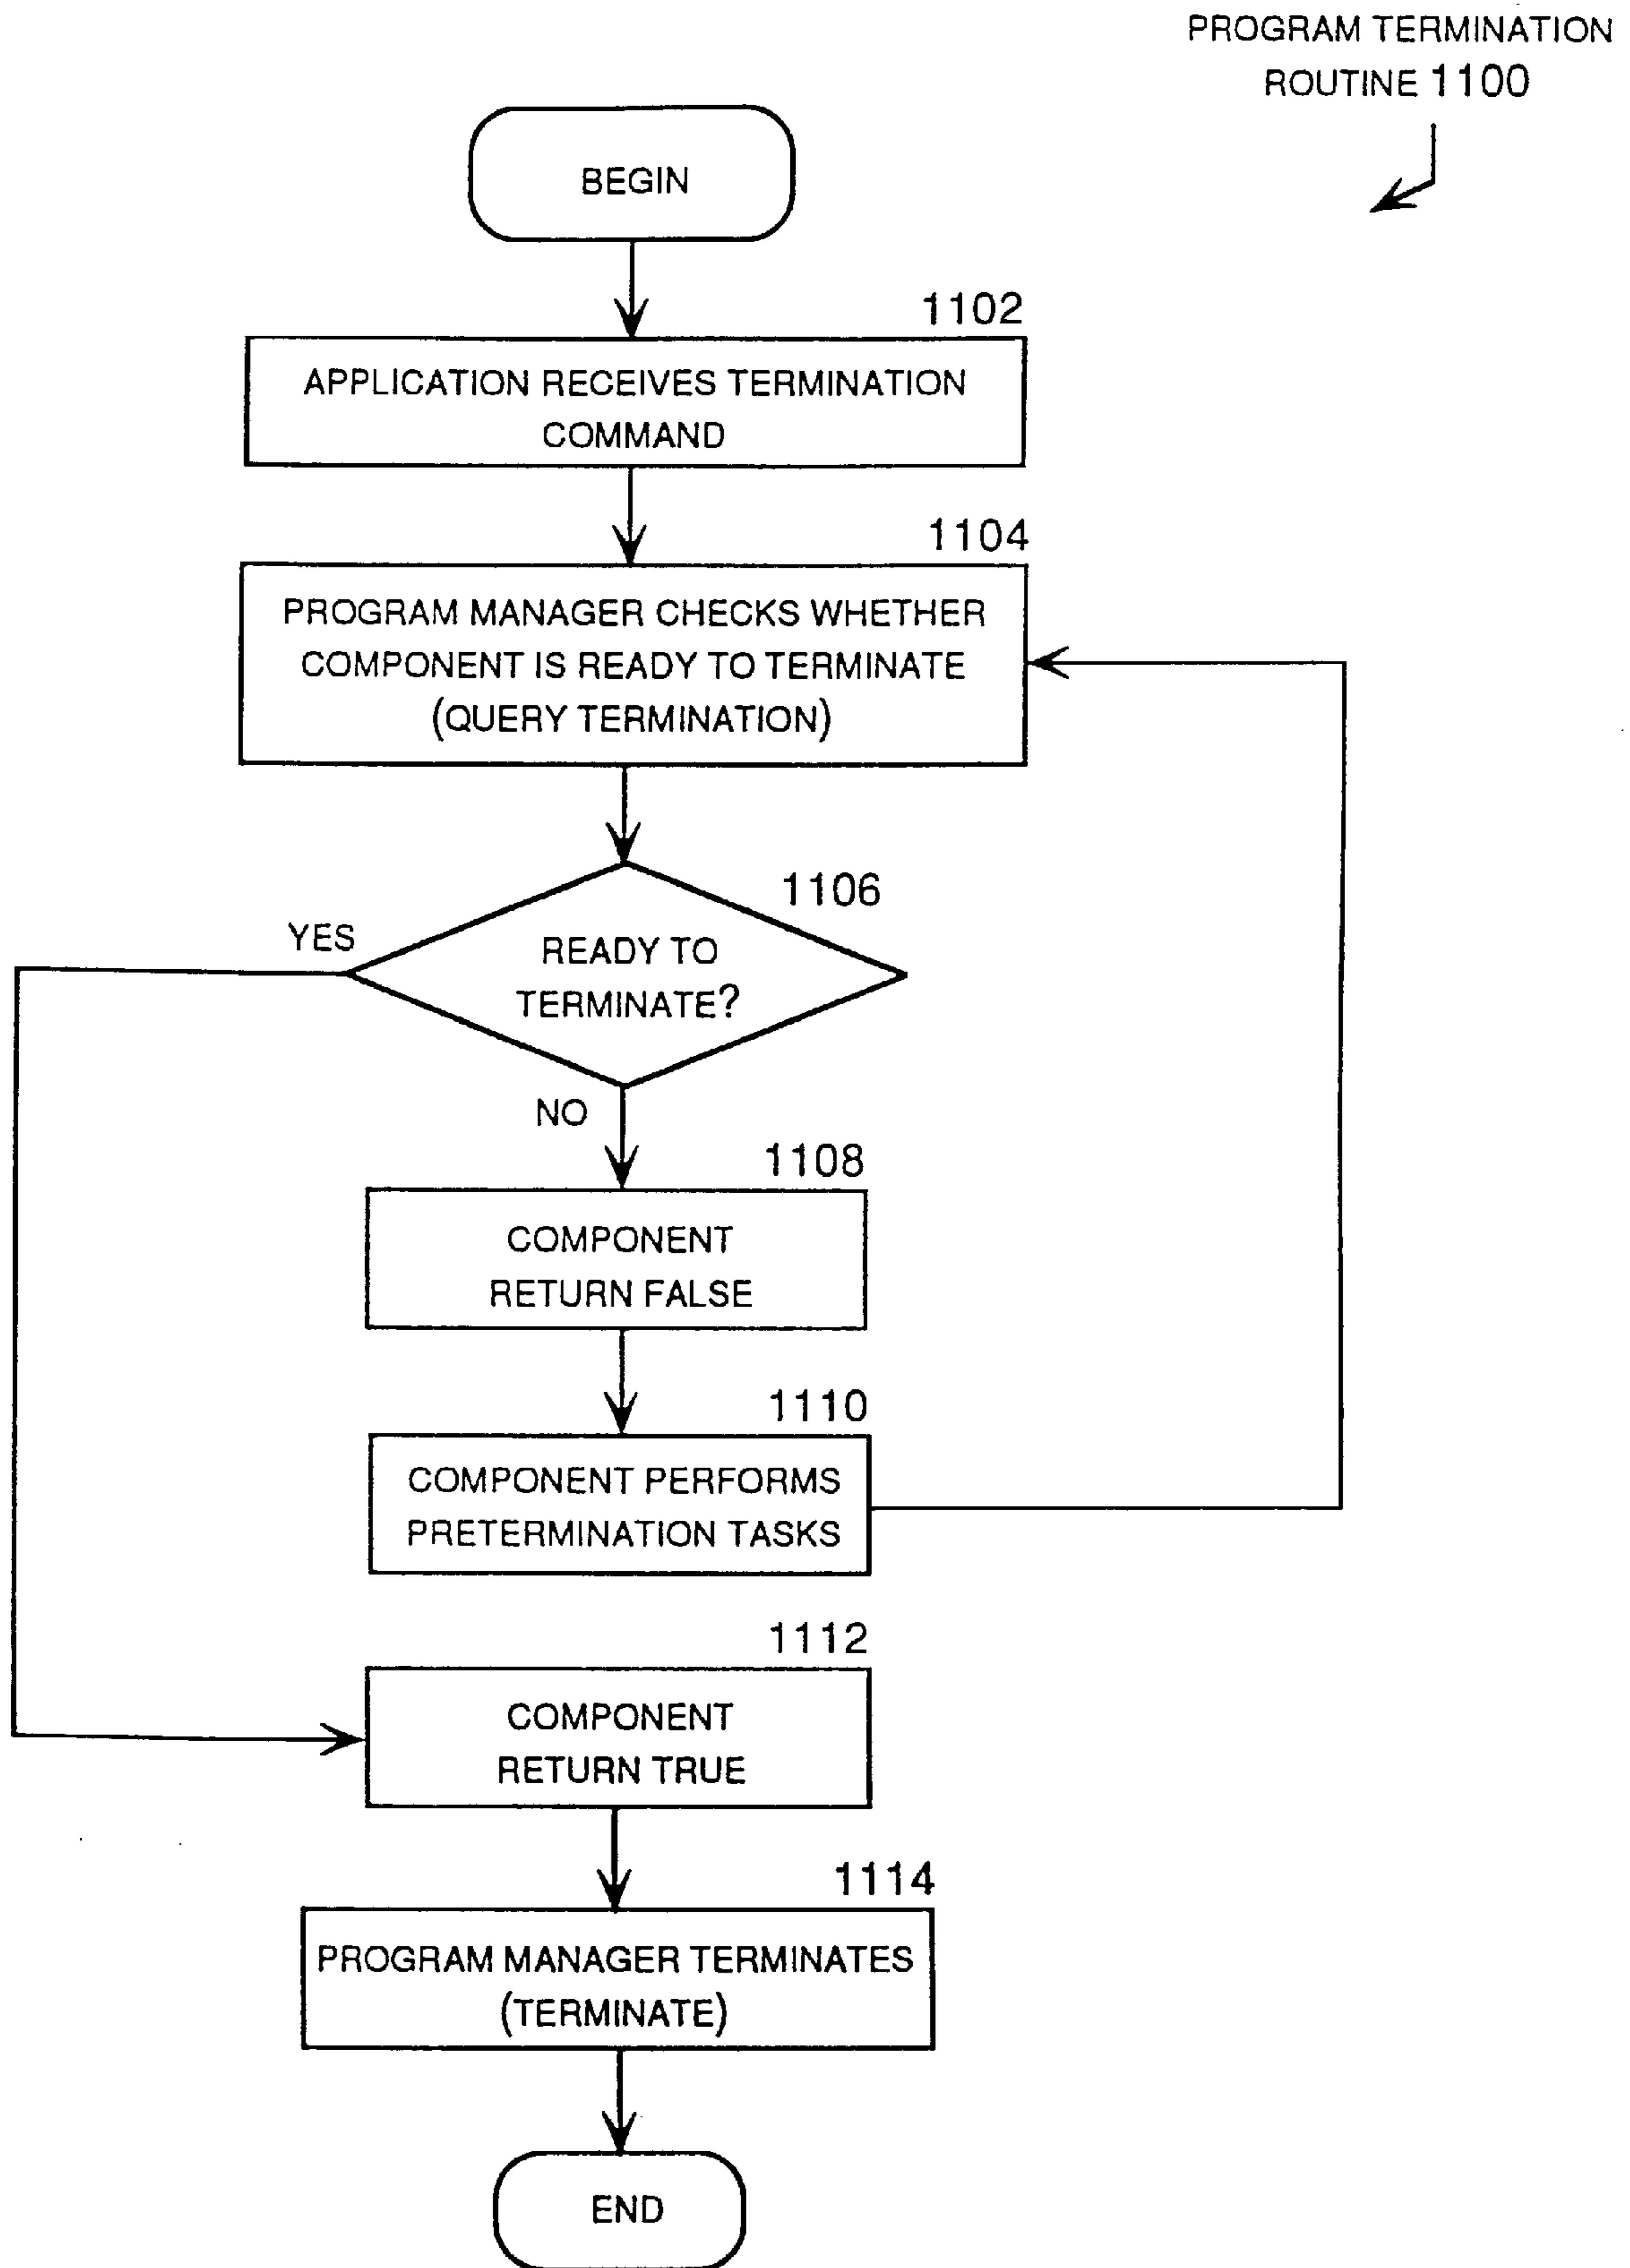 PROGRAM TERMINATION
ROUTINE 1100
BEGIN
1102
APPLICATION RECEIVES TERMINATION
COMMAND
1104
PROGRAM MANAGER CHECKS WHETHER
COMPONENT IS READY TO TERMINATE
(QUERY TERMINATION)
1106
YES
READY TO
TERMINATE?
NO
1108
COMPONENT
RETURN FALSE
1110
COMPONENT PERFORMS
PRETERMINATION TASKS
1112
COMPONENT
RETURN TRUE
1114
PROGRAM MANAGER TERMINATES
(TERMINATE)
END